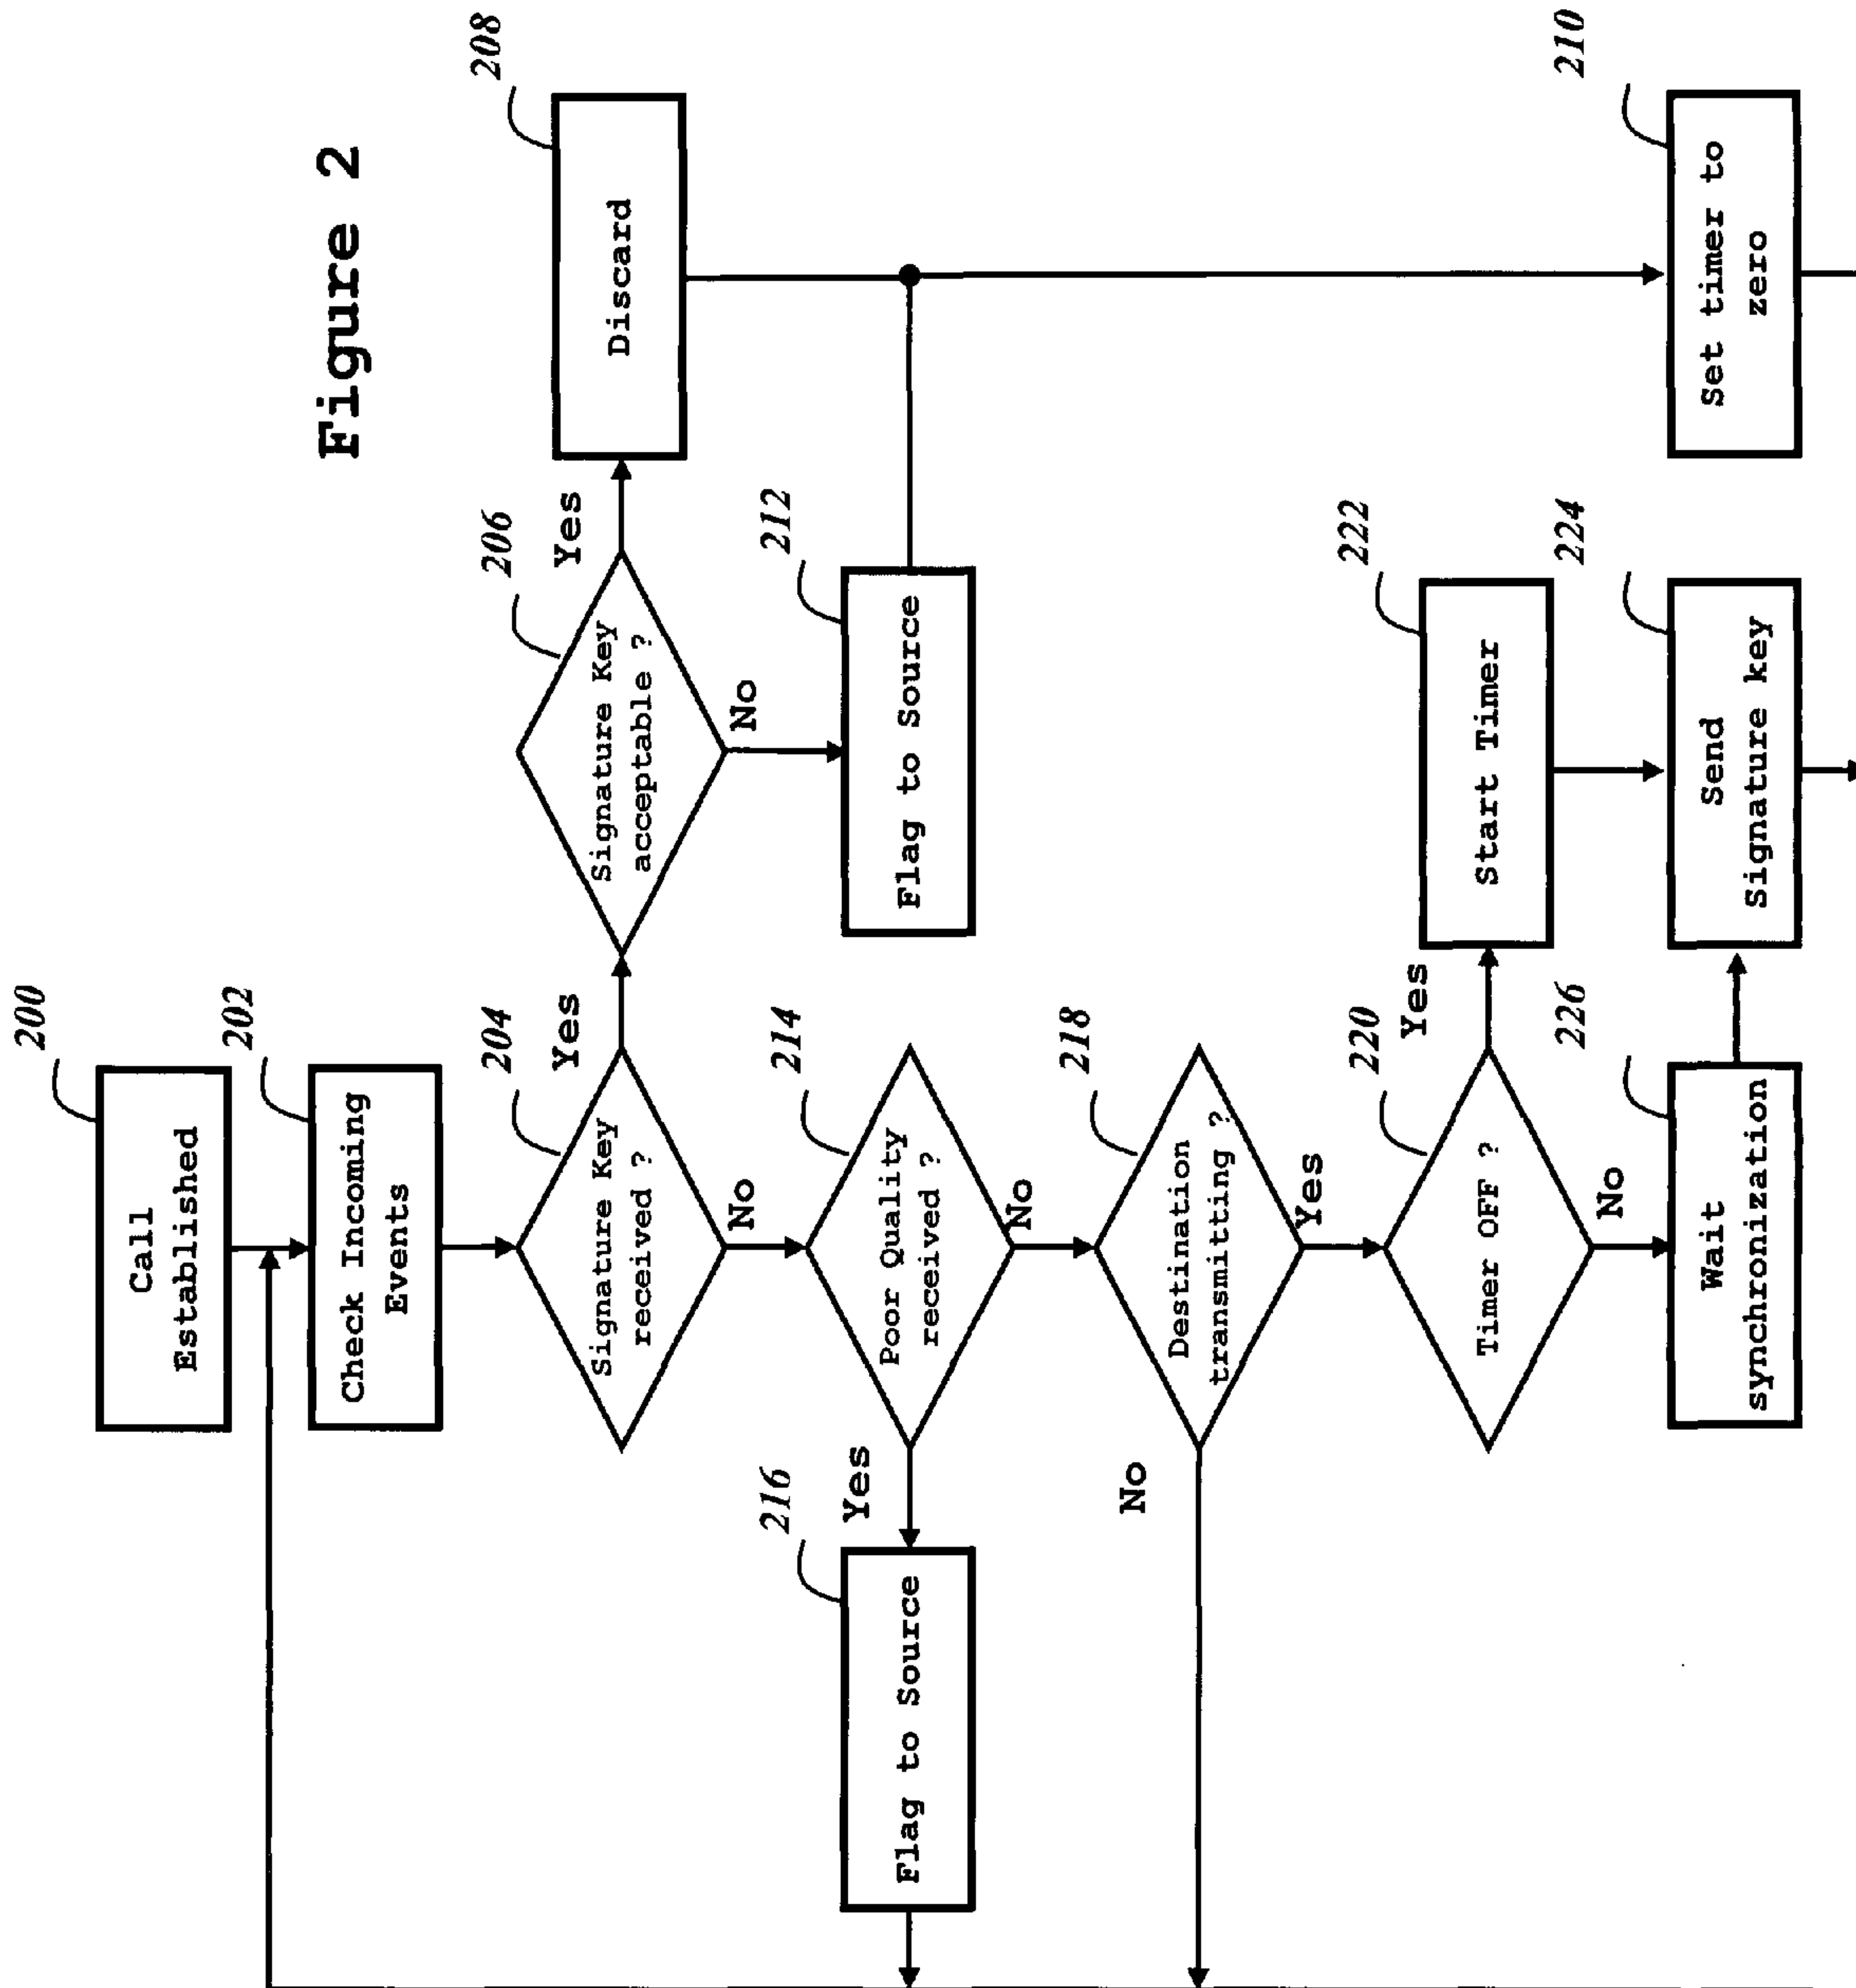 Figure 2
200
Call
Established
202
Check Incoming
Events
204
Signature Key
received ?
Yes
No
206
Signature Key
acceptable ?
Yes
No
208
Discard
212
Flag to Source
214
Poor Quality
received ?
Yes
No
216
Flag to Source
218
Destination
transmitting ?
No
Yes
220
Timer OFF ?
Yes
No
222
Start Timer
226
Wait
synchronization
224
Send
Signature key
210
Set timer to
zero